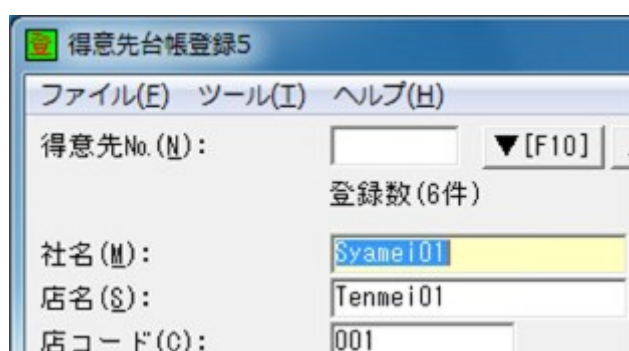 登 得意先台帳登録5
ファイル(F) ツール(T) ヘルプ(H)
得意先No.(N): ▼[F10]
登録数(6件)
社名(M): Syamei01
店名(S): Tenmei01
店コード(C): 001